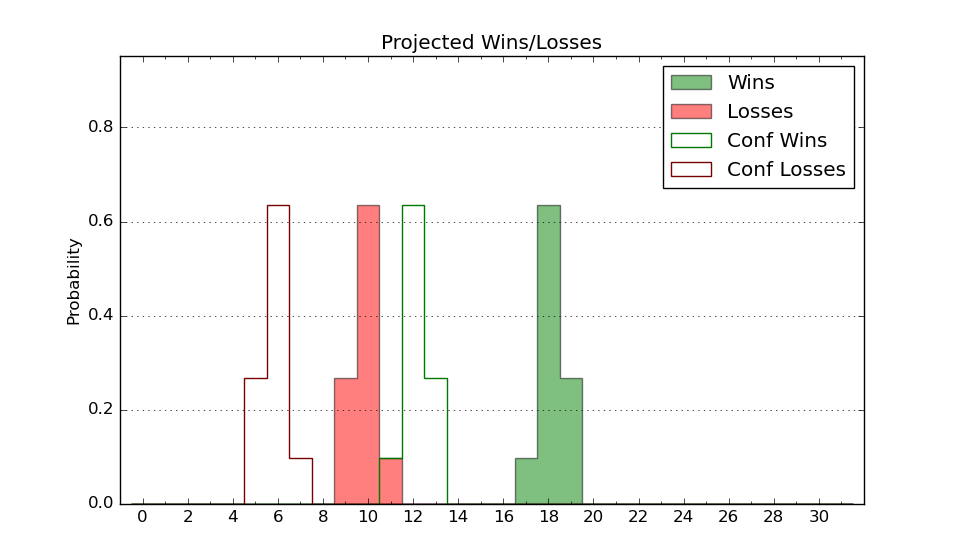 Projected Wins/Losses
Wins
Losses
Conf Wins
Conf Losses
Probability
0.8
0.6
0.4
0.2
0.0
0 2 4 6 8 10 12 14 16 18 20 22 24 26 28 30